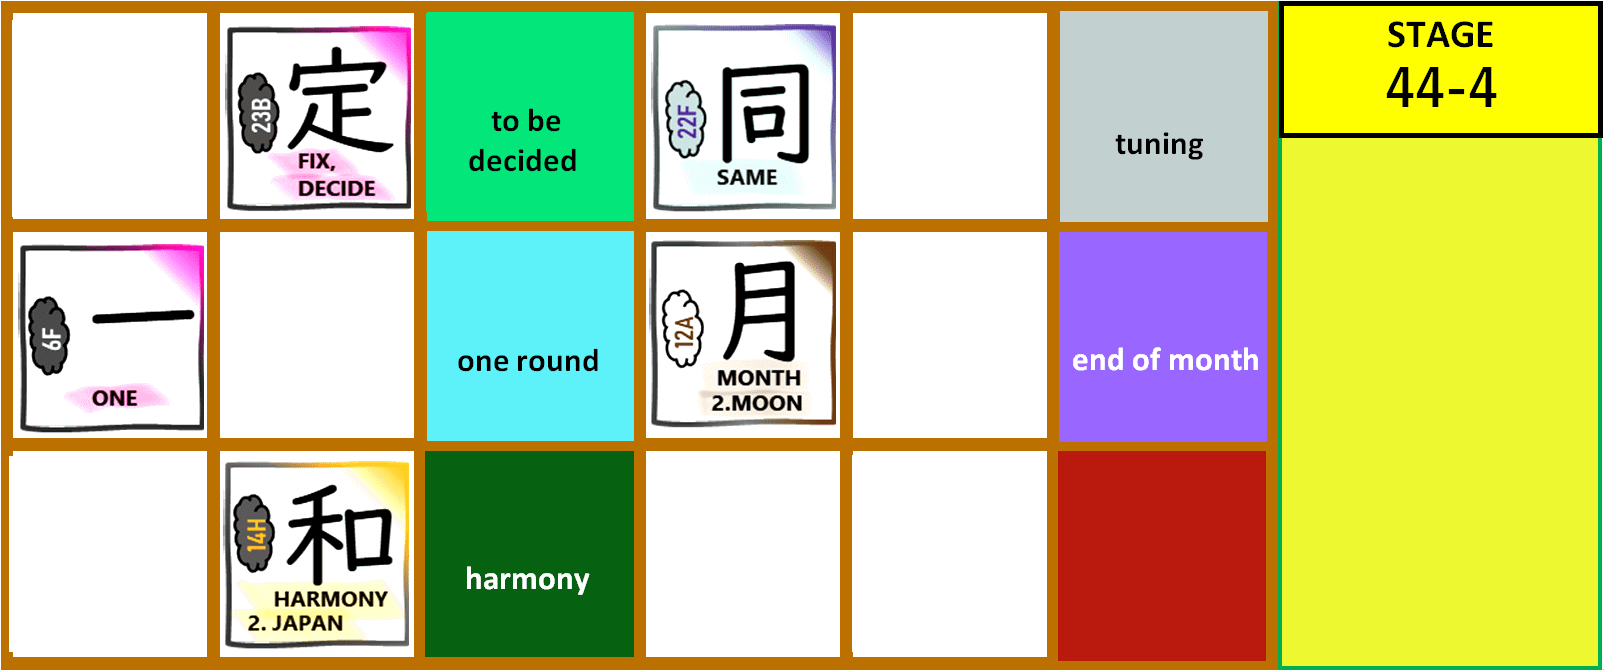 23B
定
FIX,
DECIDE
to be
decided
22F
同
SAME
tuning
STAGE
44-4
6F
一
ONE
one round
12A
月
MONTH
2.MOON
end of month
14H
和
HARMONY
2. JAPAN
harmony